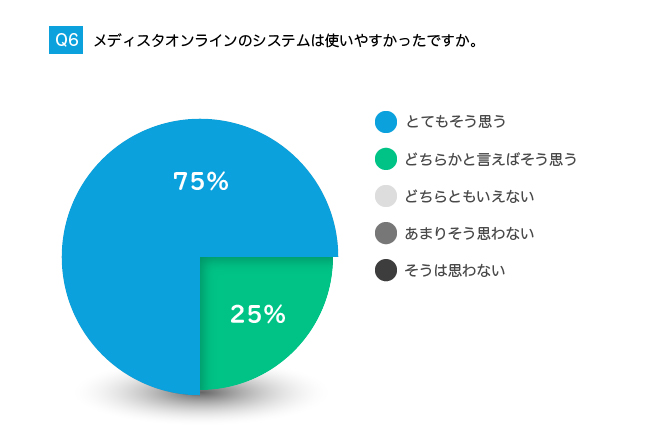 Q6 メディスタオンラインのシステムは使いやすかったですか。
75%
25%
とてもそう思う
どちらかと言えばそう思う
どちらともいえない
あまりそう思わない
そうは思わない